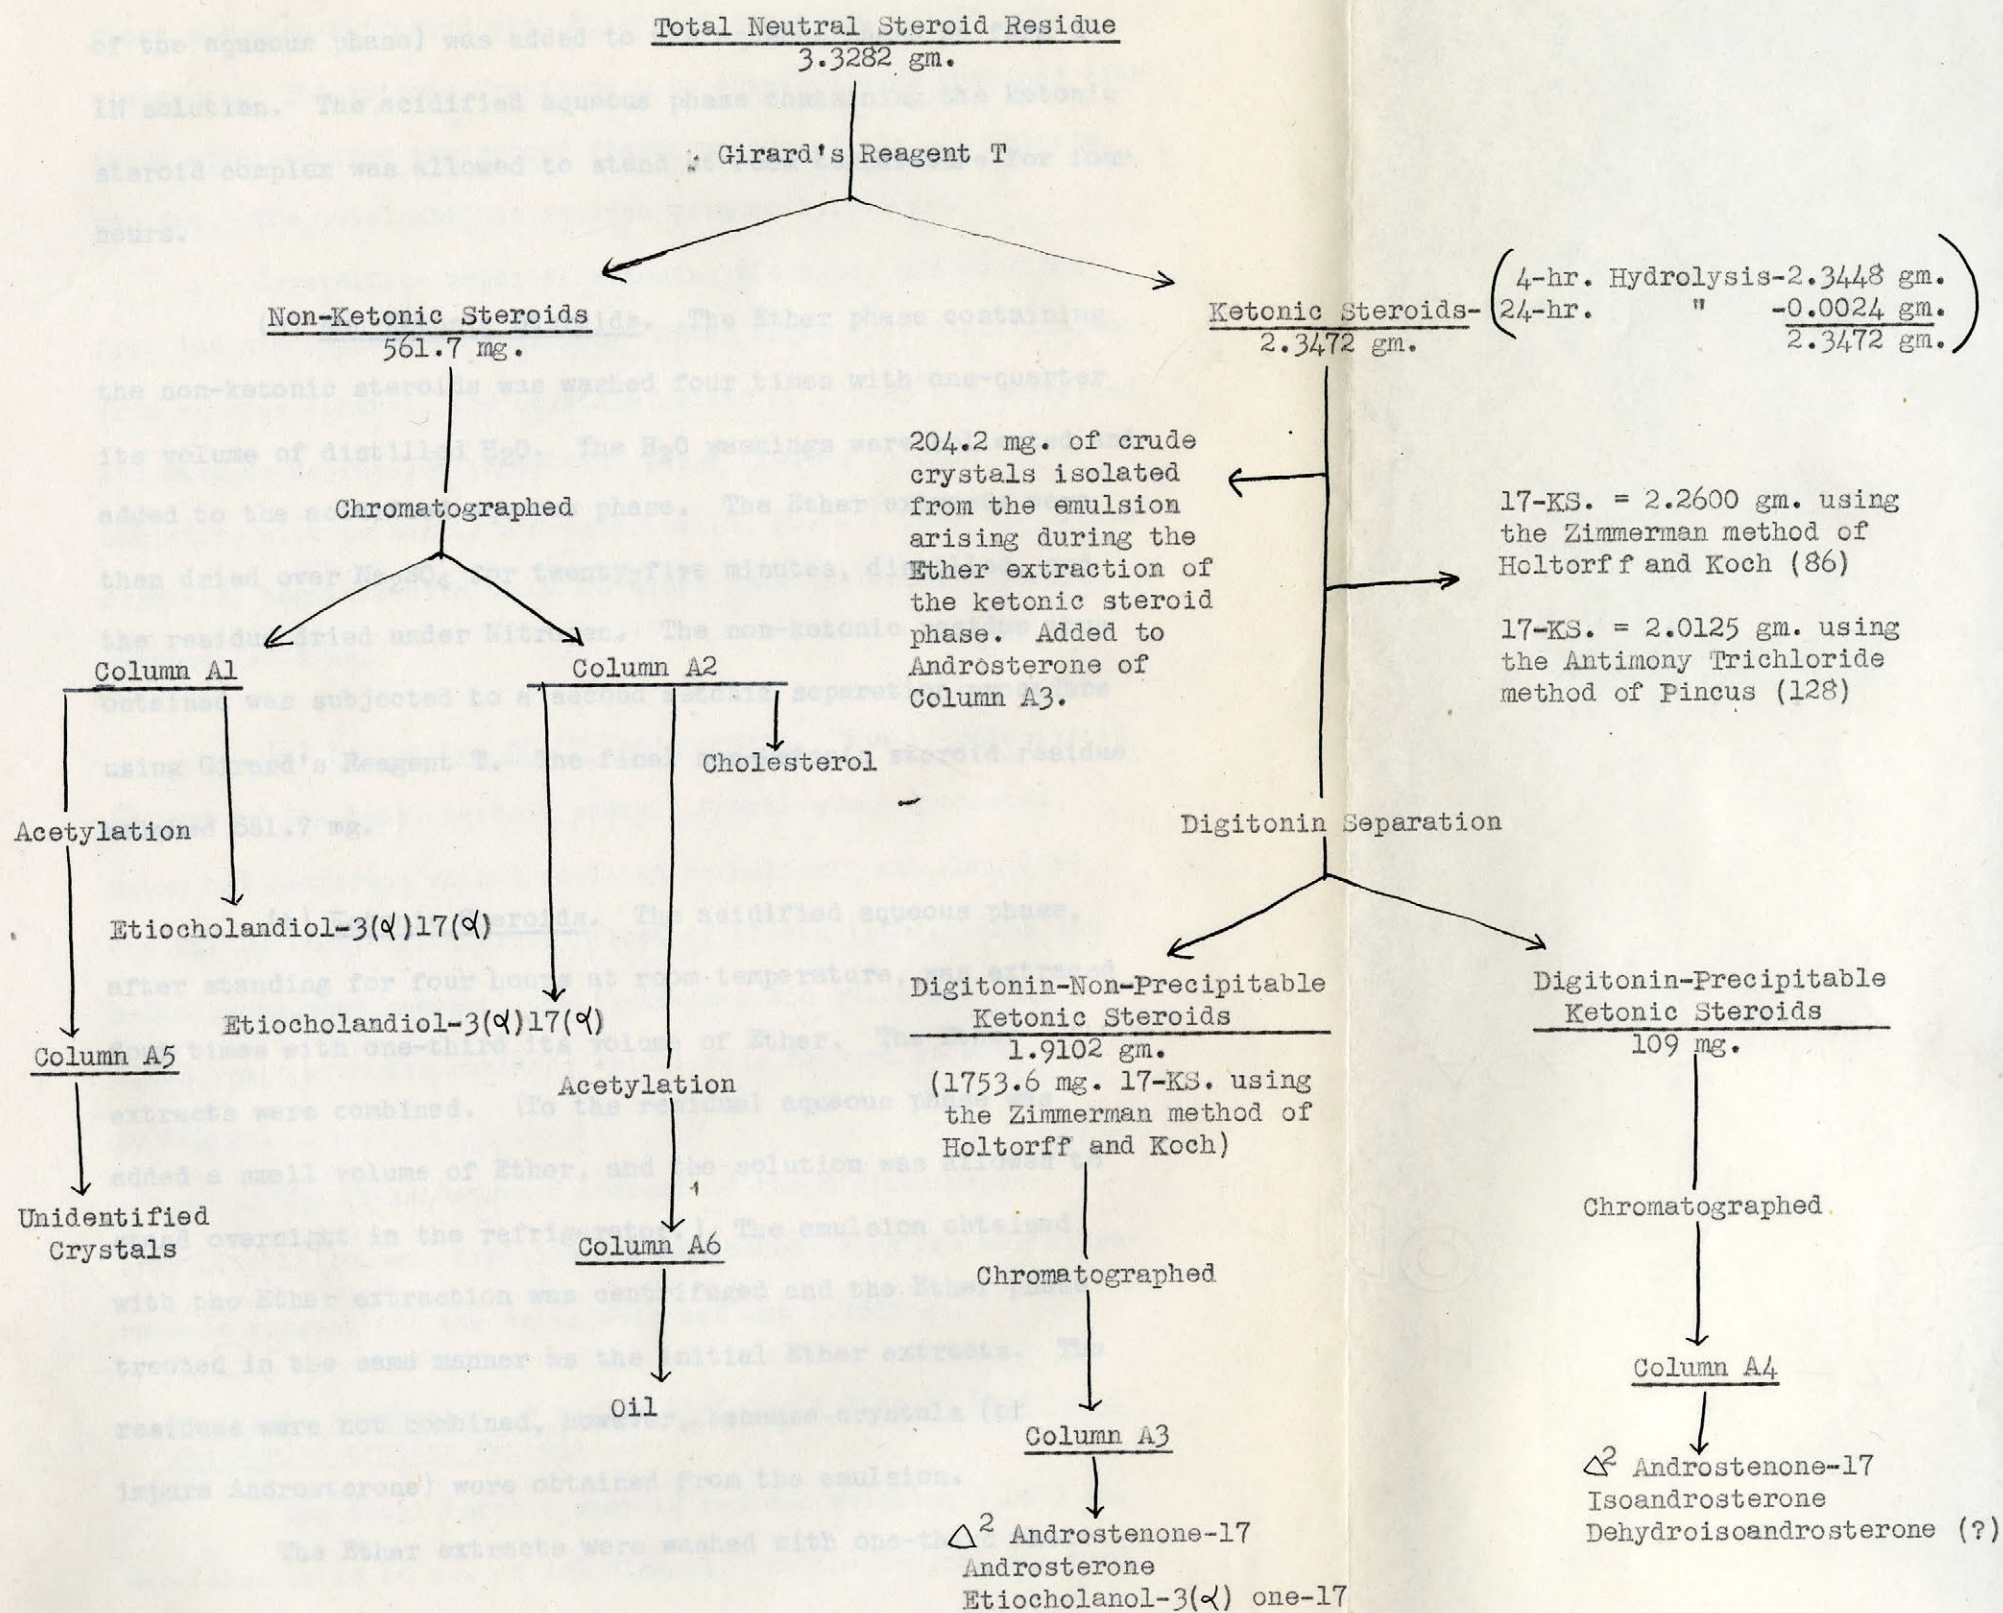 Total Neutral Steroid Residue
3.3282 gm.
Girard's Reagent T
Non-Ketonic Steroids
561.7 mg.
Chromatographed
Column A1
Acetylation
Column A5
Unidentified
Crystals
Etiocholandiol-3(α)17(α)
Column A2
Etiocholandiol-3(α)17(α)
Acetylation
Column A6
Oil
Cholesterol
Ketonic Steroids-
2.3472 gm.
(4-hr. Hydrolysis-2.3448 gm.
24-hr. " -0.0024 gm.
2.3472 gm.)
204.2 mg. of crude
crystals isolated
from the emulsion
arising during the
Ether extraction of
the ketonic steroid
phase. Added to
Androsterone of
Column A3.
17-KS. = 2.2600 gm. using
the Zimmerman method of
Holtorff and Koch (86)
17-KS. = 2.0125 gm. using
the Antimony Trichloride
method of Pincus (128)
Digitonin Separation
Digitonin-Non-Precipitable
Ketonic Steroids
1.9102 gm.
(1753.6 mg. 17-KS. using
the Zimmerman method of
Holtorff and Koch)
Chromatographed
Column A3
Δ² Androstenone-17
Androsterone
Etiocholanol-3(α) one-17
Digitonin-Precipitable
Ketonic Steroids
109 mg.
Chromatographed
Column A4
Δ² Androstenone-17
Isoandrosterone
Dehydroisoandrosterone (?)